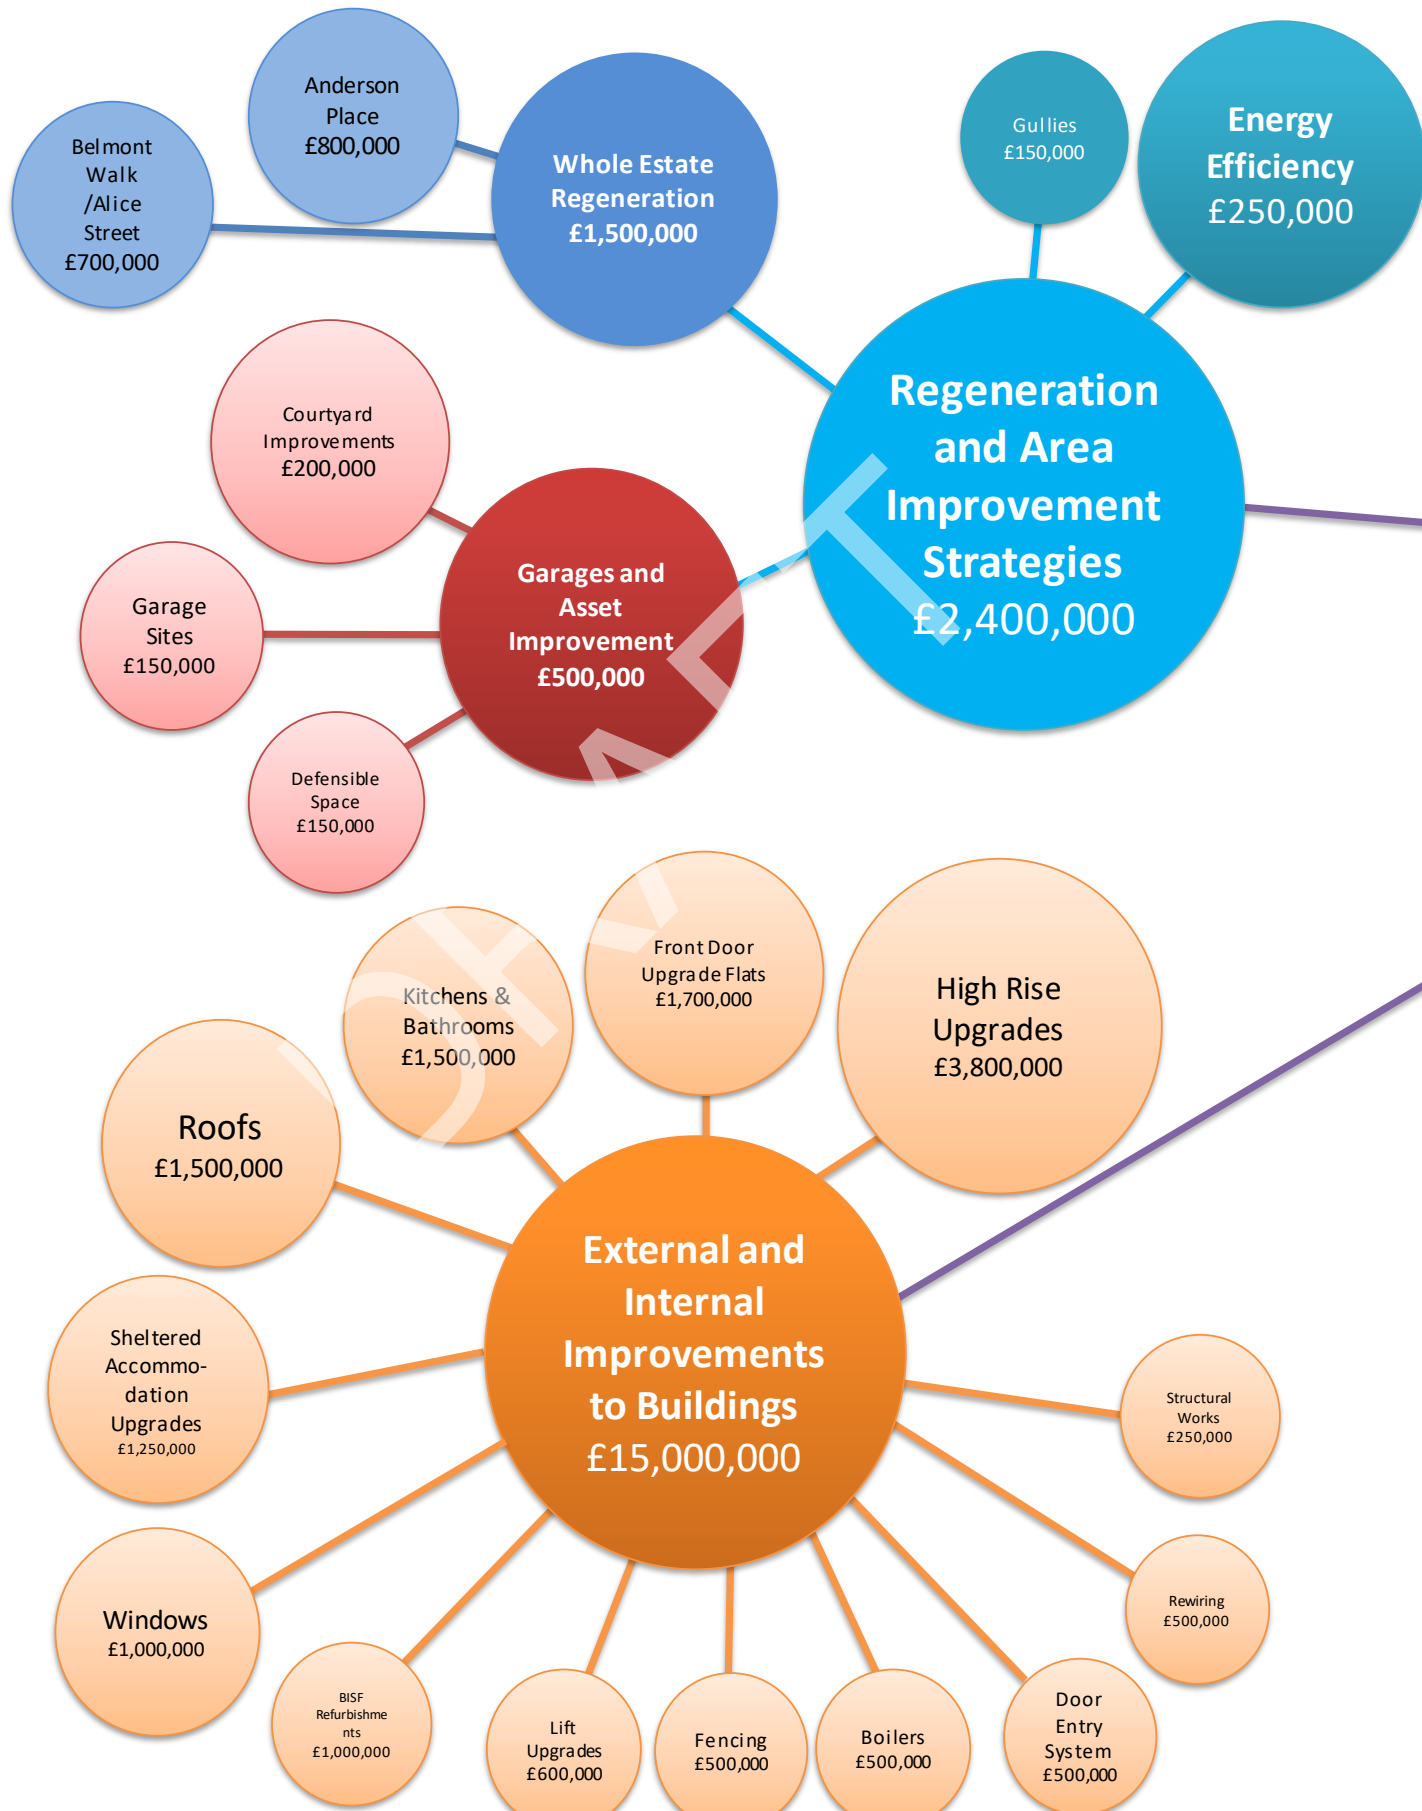 Anderson
Place
£800,000
Belmont
Walk
/Alice
Street
£700,000
Whole Estate
Regeneration
£1,500,000
Gullies
£150,000
Energy
Efficiency
£250,000
Regeneration
and Area
Improvement
Strategies
£2,400,000
Courtyard
Improvements
£200,000
Garages and
Asset
Improvement
£500,000
Garage
Sites
£150,000
Defensible
Space
£150,000
Kitchens &
Bathrooms
£1,500,000
Front Door
Upgrade Flats
£1,700,000
High Rise
Upgrades
£3,800,000
Roofs
£1,500,000
External and
Internal
Improvements
to Buildings
£15,000,000
Sheltered
Accommo-
dation
Upgrades
£1,250,000
Structural
Works
£250,000
Windows
£1,000,000
Rewiring
£500,000
BISF
Refurbishme
nts
£1,000,000
Lift
Upgrades
£600,000
Fencing
£500,000
Boilers
£500,000
Door
Entry
System
£500,000